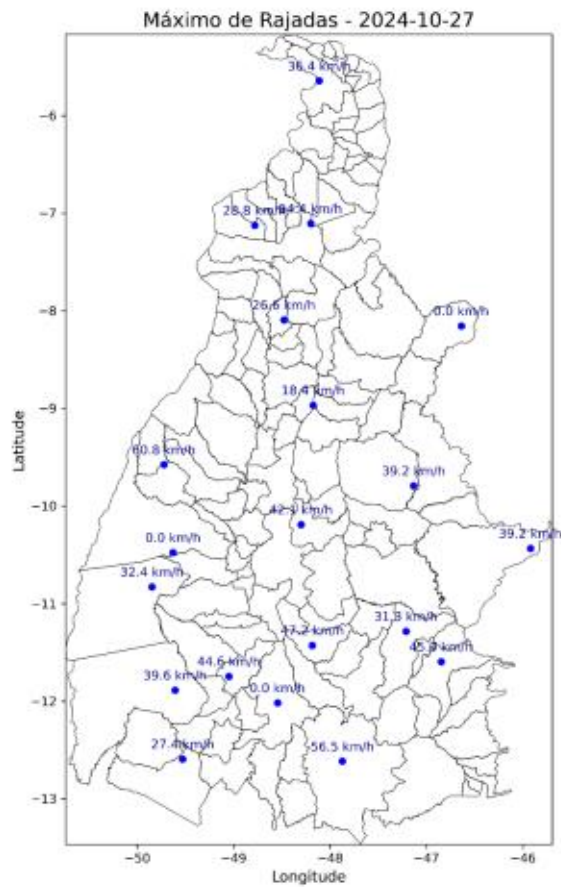 Máximo de Rajadas - 2024-10-27
36.4 km/h
−6
28.8 km/h
km/h
−7
26.6 km/h
0.0 km/h
−8
18.4 km/h
−9
60.8 km/h
39.2 km/h
−10
km/h
0.0 km/h
39.2 km/h
32.4 km/h
−11
31.3 km/h
47.2 km/h
km/h
44.6 km/h
39.6 km/h
0.0 km/h
−12
27.4 km/h
56.5 km/h
−13
Latitude
−50
−49
−48
−47
−46
Longitude